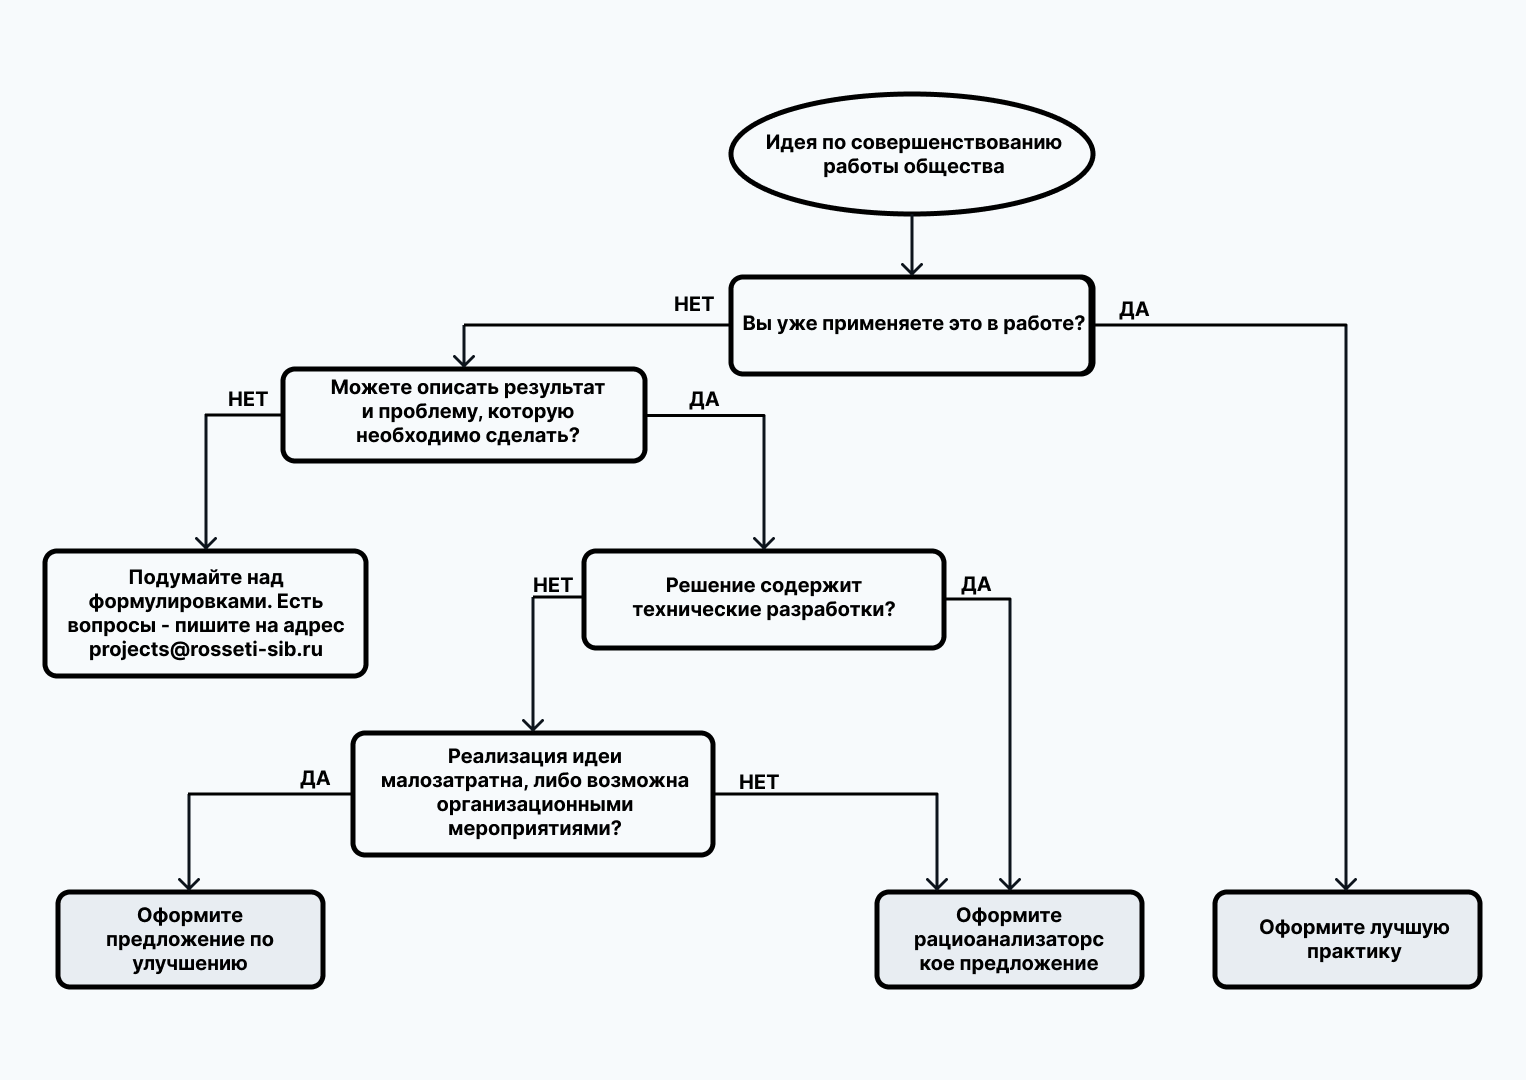 Идея по совершенствованию
работы общества
НЕТ
Вы уже применяете это в работе?
ДА
НЕТ
Можете описать результат
и проблему, которую
необходимо сделать?
ДА
Подумайте над
формулировками. Есть
вопросы - пишите на адрес
projects@rosseti-sib.ru
НЕТ
Решение содержит
технические разработки?
ДА
ДА
Реализация идеи
малозатратна, либо возможна
организационными
мероприятиями?
НЕТ
Оформите
предложение по
улучшению
Оформите
рациоанализаторс
кое предложение
Оформите лучшую
практику